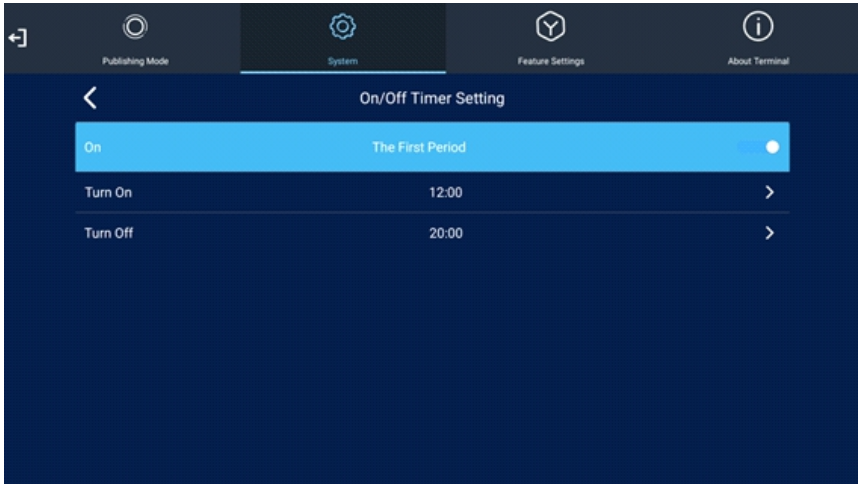 Publishing Mode
System
Feature Settings
About Terminal
On/Off Timer Setting
On The First Period
Turn On 12:00
Turn Off 20:00